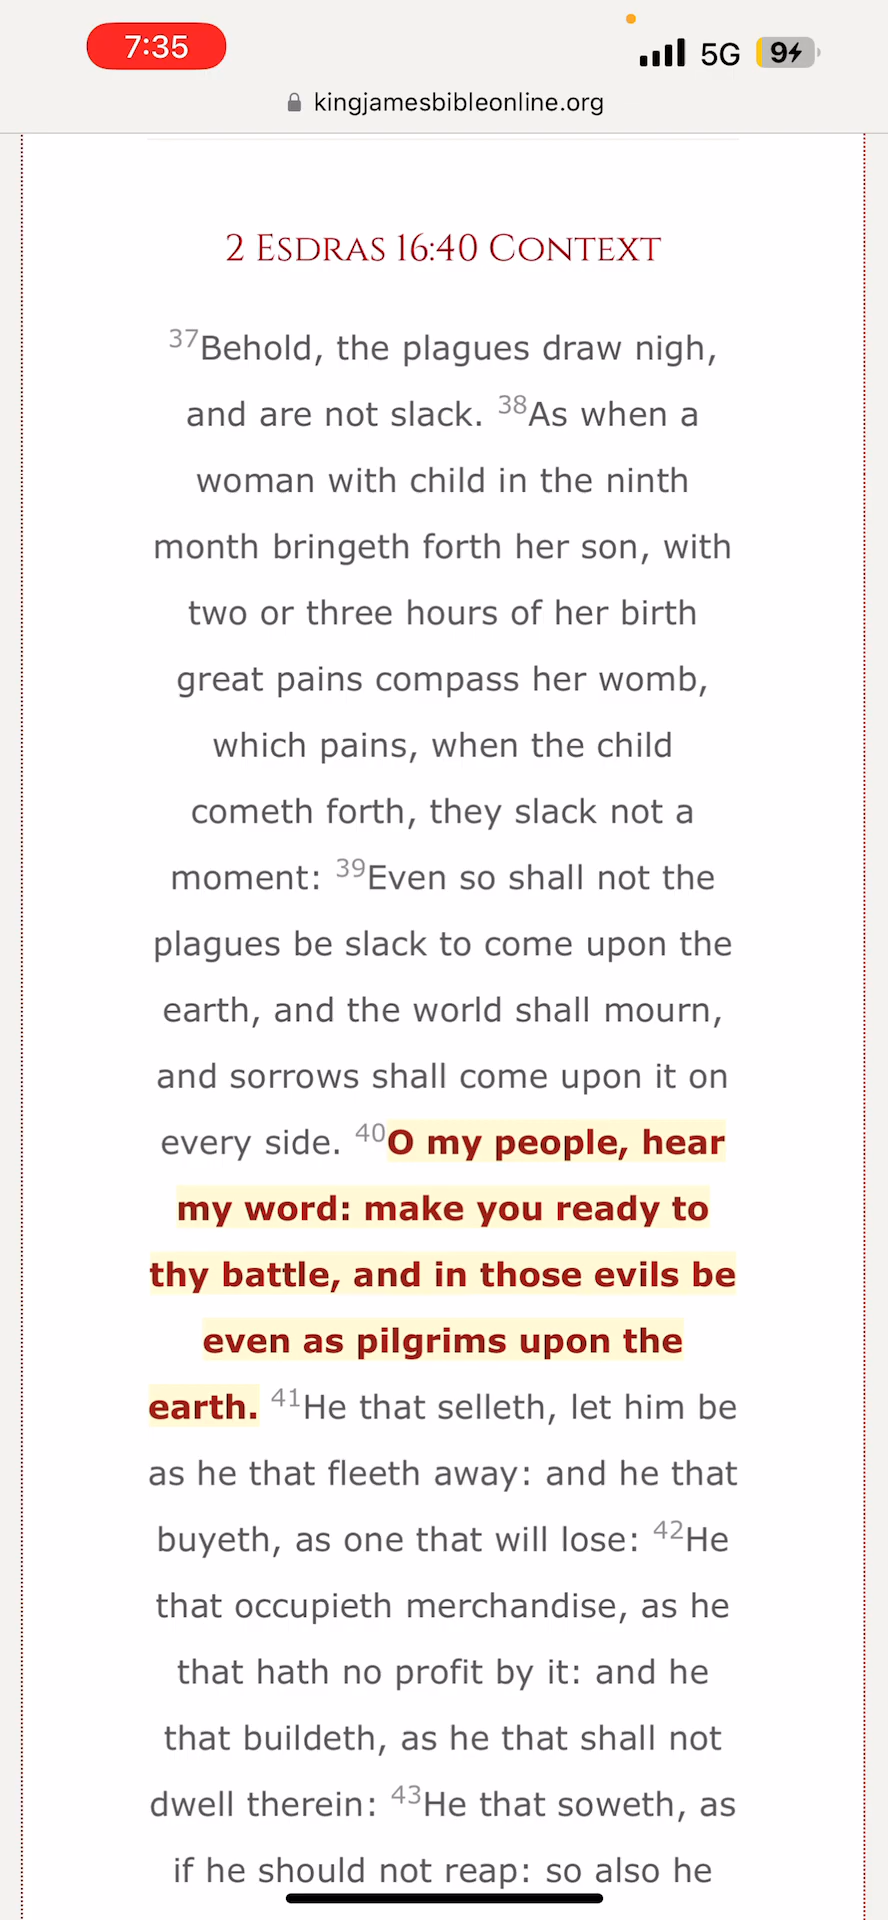 7:35
5G
9
kingjamesbibleonline.org
2 Esdras 16:40 Context
37Behold, the plagues draw nigh,
and are not slack. 38As when a
woman with child in the ninth
month bringeth forth her son, with
two or three hours of her birth
great pains compass her womb,
which pains, when the child
cometh forth, they slack not a
moment: 39Even so shall not the
plagues be slack to come upon the
earth, and the world shall mourn,
and sorrows shall come upon it on
every side. 40O my people, hear
my word: make you ready to
thy battle, and in those evils be
even as pilgrims upon the
earth. 41He that selleth, let him be
as he that fleeth away: and he that
buyeth, as one that will lose: 42He
that occupieth merchandise, as he
that hath no profit by it: and he
that buildeth, as he that shall not
dwell therein: 43He that soweth, as
if he should not reap: so also he